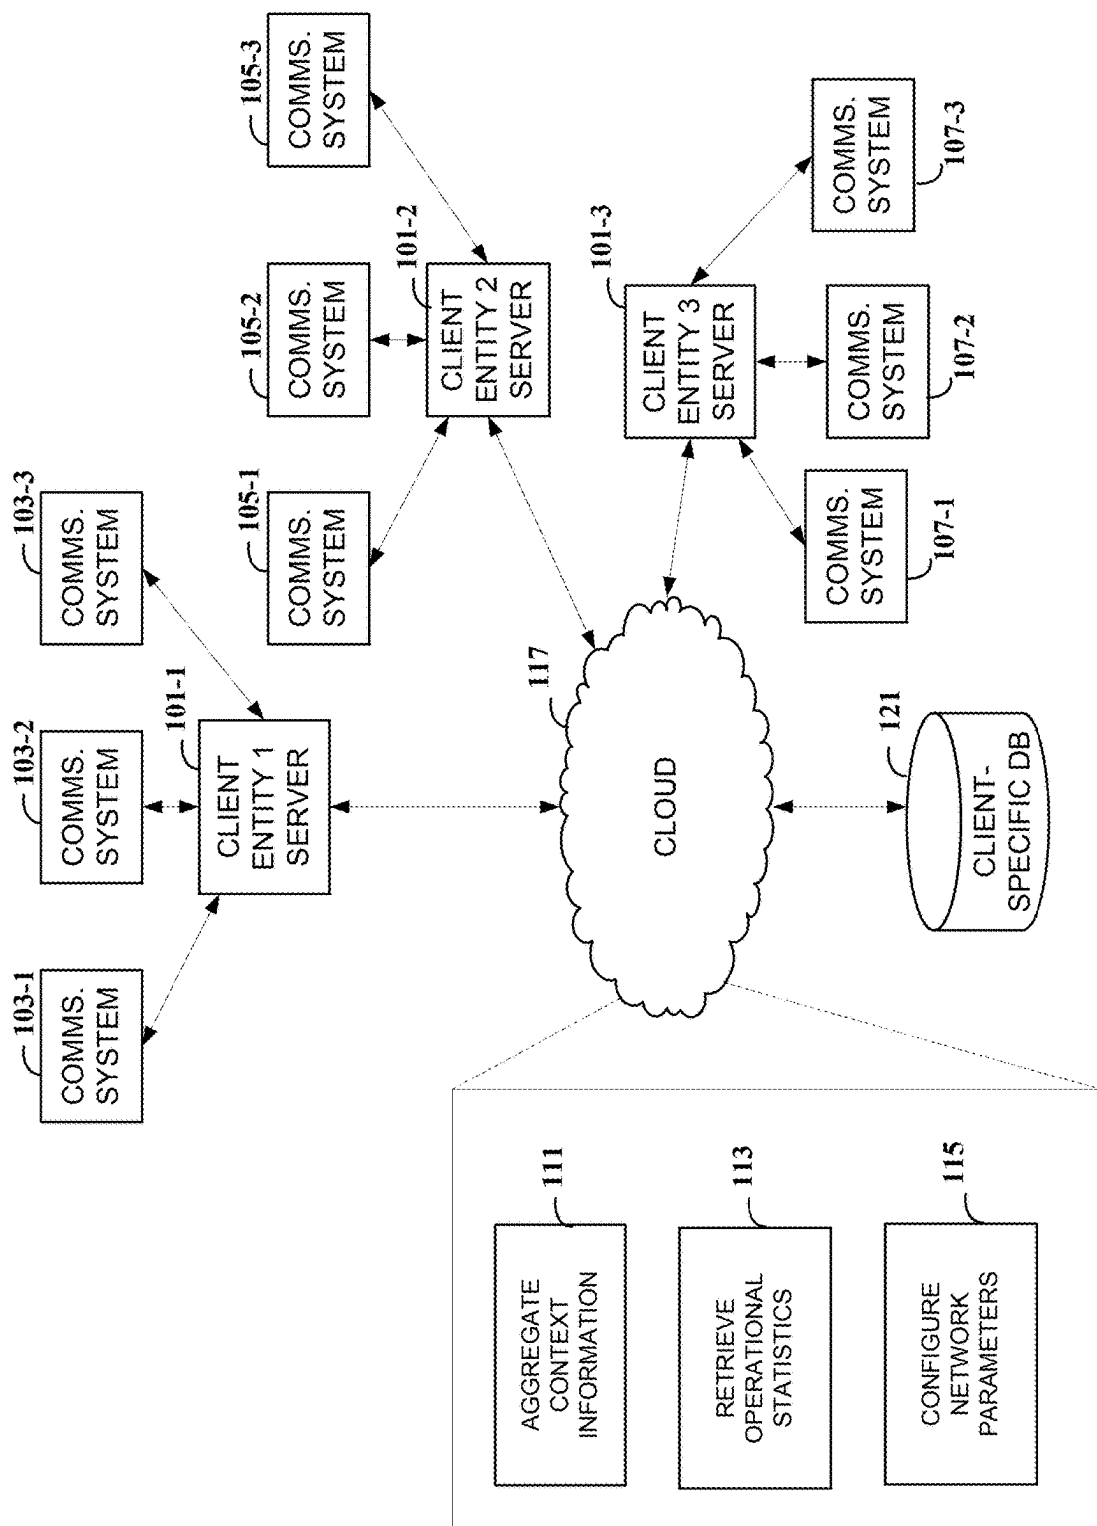 103-1
COMMS.
SYSTEM
103-2
COMMS.
SYSTEM
103-3
COMMS.
SYSTEM
101-1
CLIENT
ENTITY 1
SERVER
105-1
COMMS.
SYSTEM
105-2
COMMS.
SYSTEM
105-3
COMMS.
SYSTEM
101-2
CLIENT
ENTITY 2
SERVER
111
AGGREGATE
CONTEXT
INFORMATION
113
RETRIEVE
OPERATIONAL
STATISTICS
115
CONFIGURE
NETWORK
PARAMETERS
117
CLOUD
101-3
CLIENT
ENTITY 3
SERVER
121
CLIENT-
SPECIFIC DB
COMMS.
SYSTEM
107-1
COMMS.
SYSTEM
107-2
COMMS.
SYSTEM
107-3